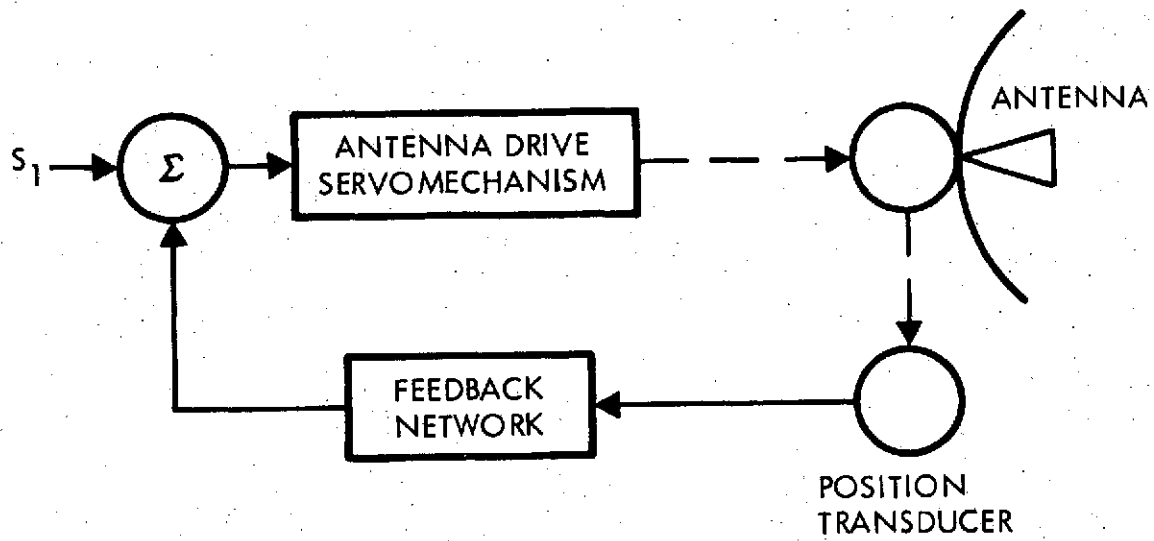 ANTENNA
S1
Σ
ANTENNA DRIVE
SERVOMECHANISM
FEEDBACK
NETWORK
POSITION
TRANSDUCER